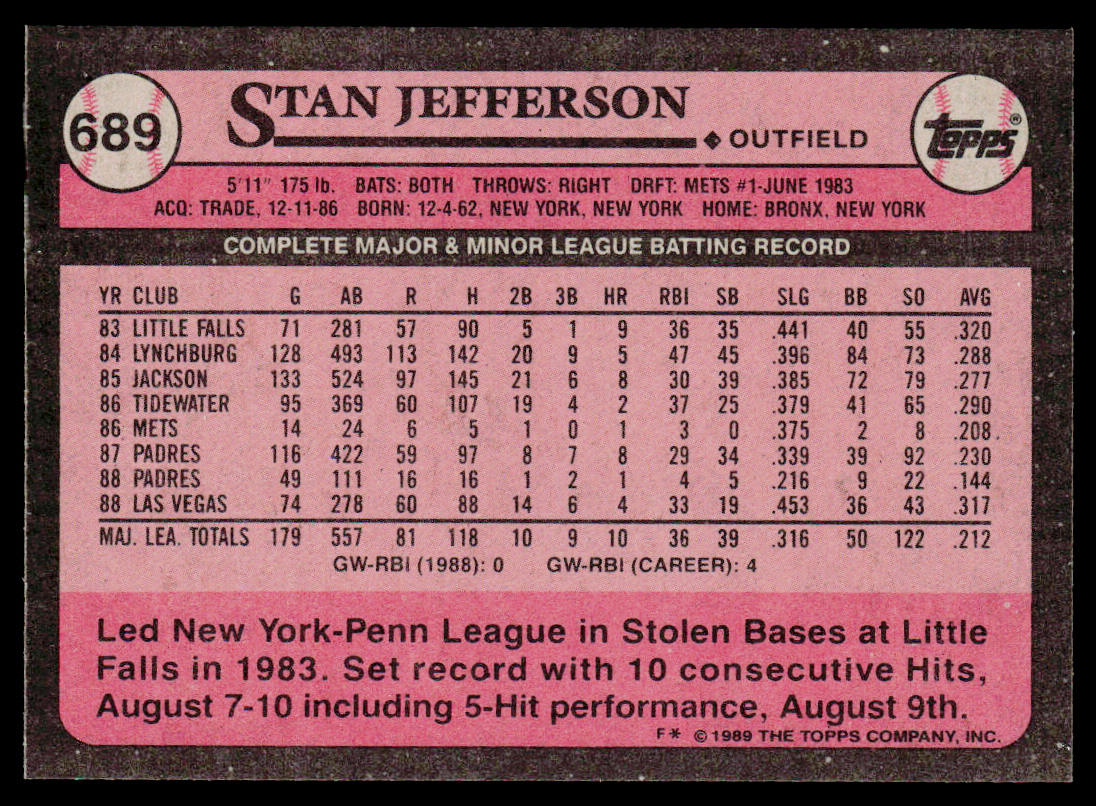 689
STAN JEFFERSON
◆ OUTFIELD
topps®
5'11" 175 lb. BATS: BOTH THROWS: RIGHT DRFT: METS #1-JUNE 1983
ACQ: TRADE, 12-11-86 BORN: 12-4-62, NEW YORK, NEW YORK HOME: BRONX, NEW YORK
COMPLETE MAJOR & MINOR LEAGUE BATTING RECORD
YR CLUB G AB R H 2B 3B HR RBI SB SLG BB SO AVG
83 LITTLE FALLS 71 281 57 90 5 1 9 36 35 .441 40 55 .320
84 LYNCHBURG 128 493 113 142 20 9 5 47 45 .396 84 73 .288
85 JACKSON 133 524 97 145 21 6 8 30 39 .385 72 79 .277
86 TIDEWATER 95 369 60 107 19 4 2 37 25 .379 41 65 .290
86 METS 14 24 6 5 1 0 1 3 0 .375 2 8 .208
87 PADRES 116 422 59 97 8 7 8 29 34 .339 39 92 .230
88 PADRES 49 111 16 16 1 2 1 4 5 .216 9 22 .144
88 LAS VEGAS 74 278 60 88 14 6 4 33 19 .453 36 43 .317
MAJ. LEA. TOTALS 179 557 81 118 10 9 10 36 39 .316 50 122 .212
GW-RBI (1988): 0 GW-RBI (CAREER): 4
Led New York-Penn League in Stolen Bases at Little
Falls in 1983. Set record with 10 consecutive Hits,
August 7-10 including 5-Hit performance, August 9th.
F* ©1989 THE TOPPS COMPANY, INC.